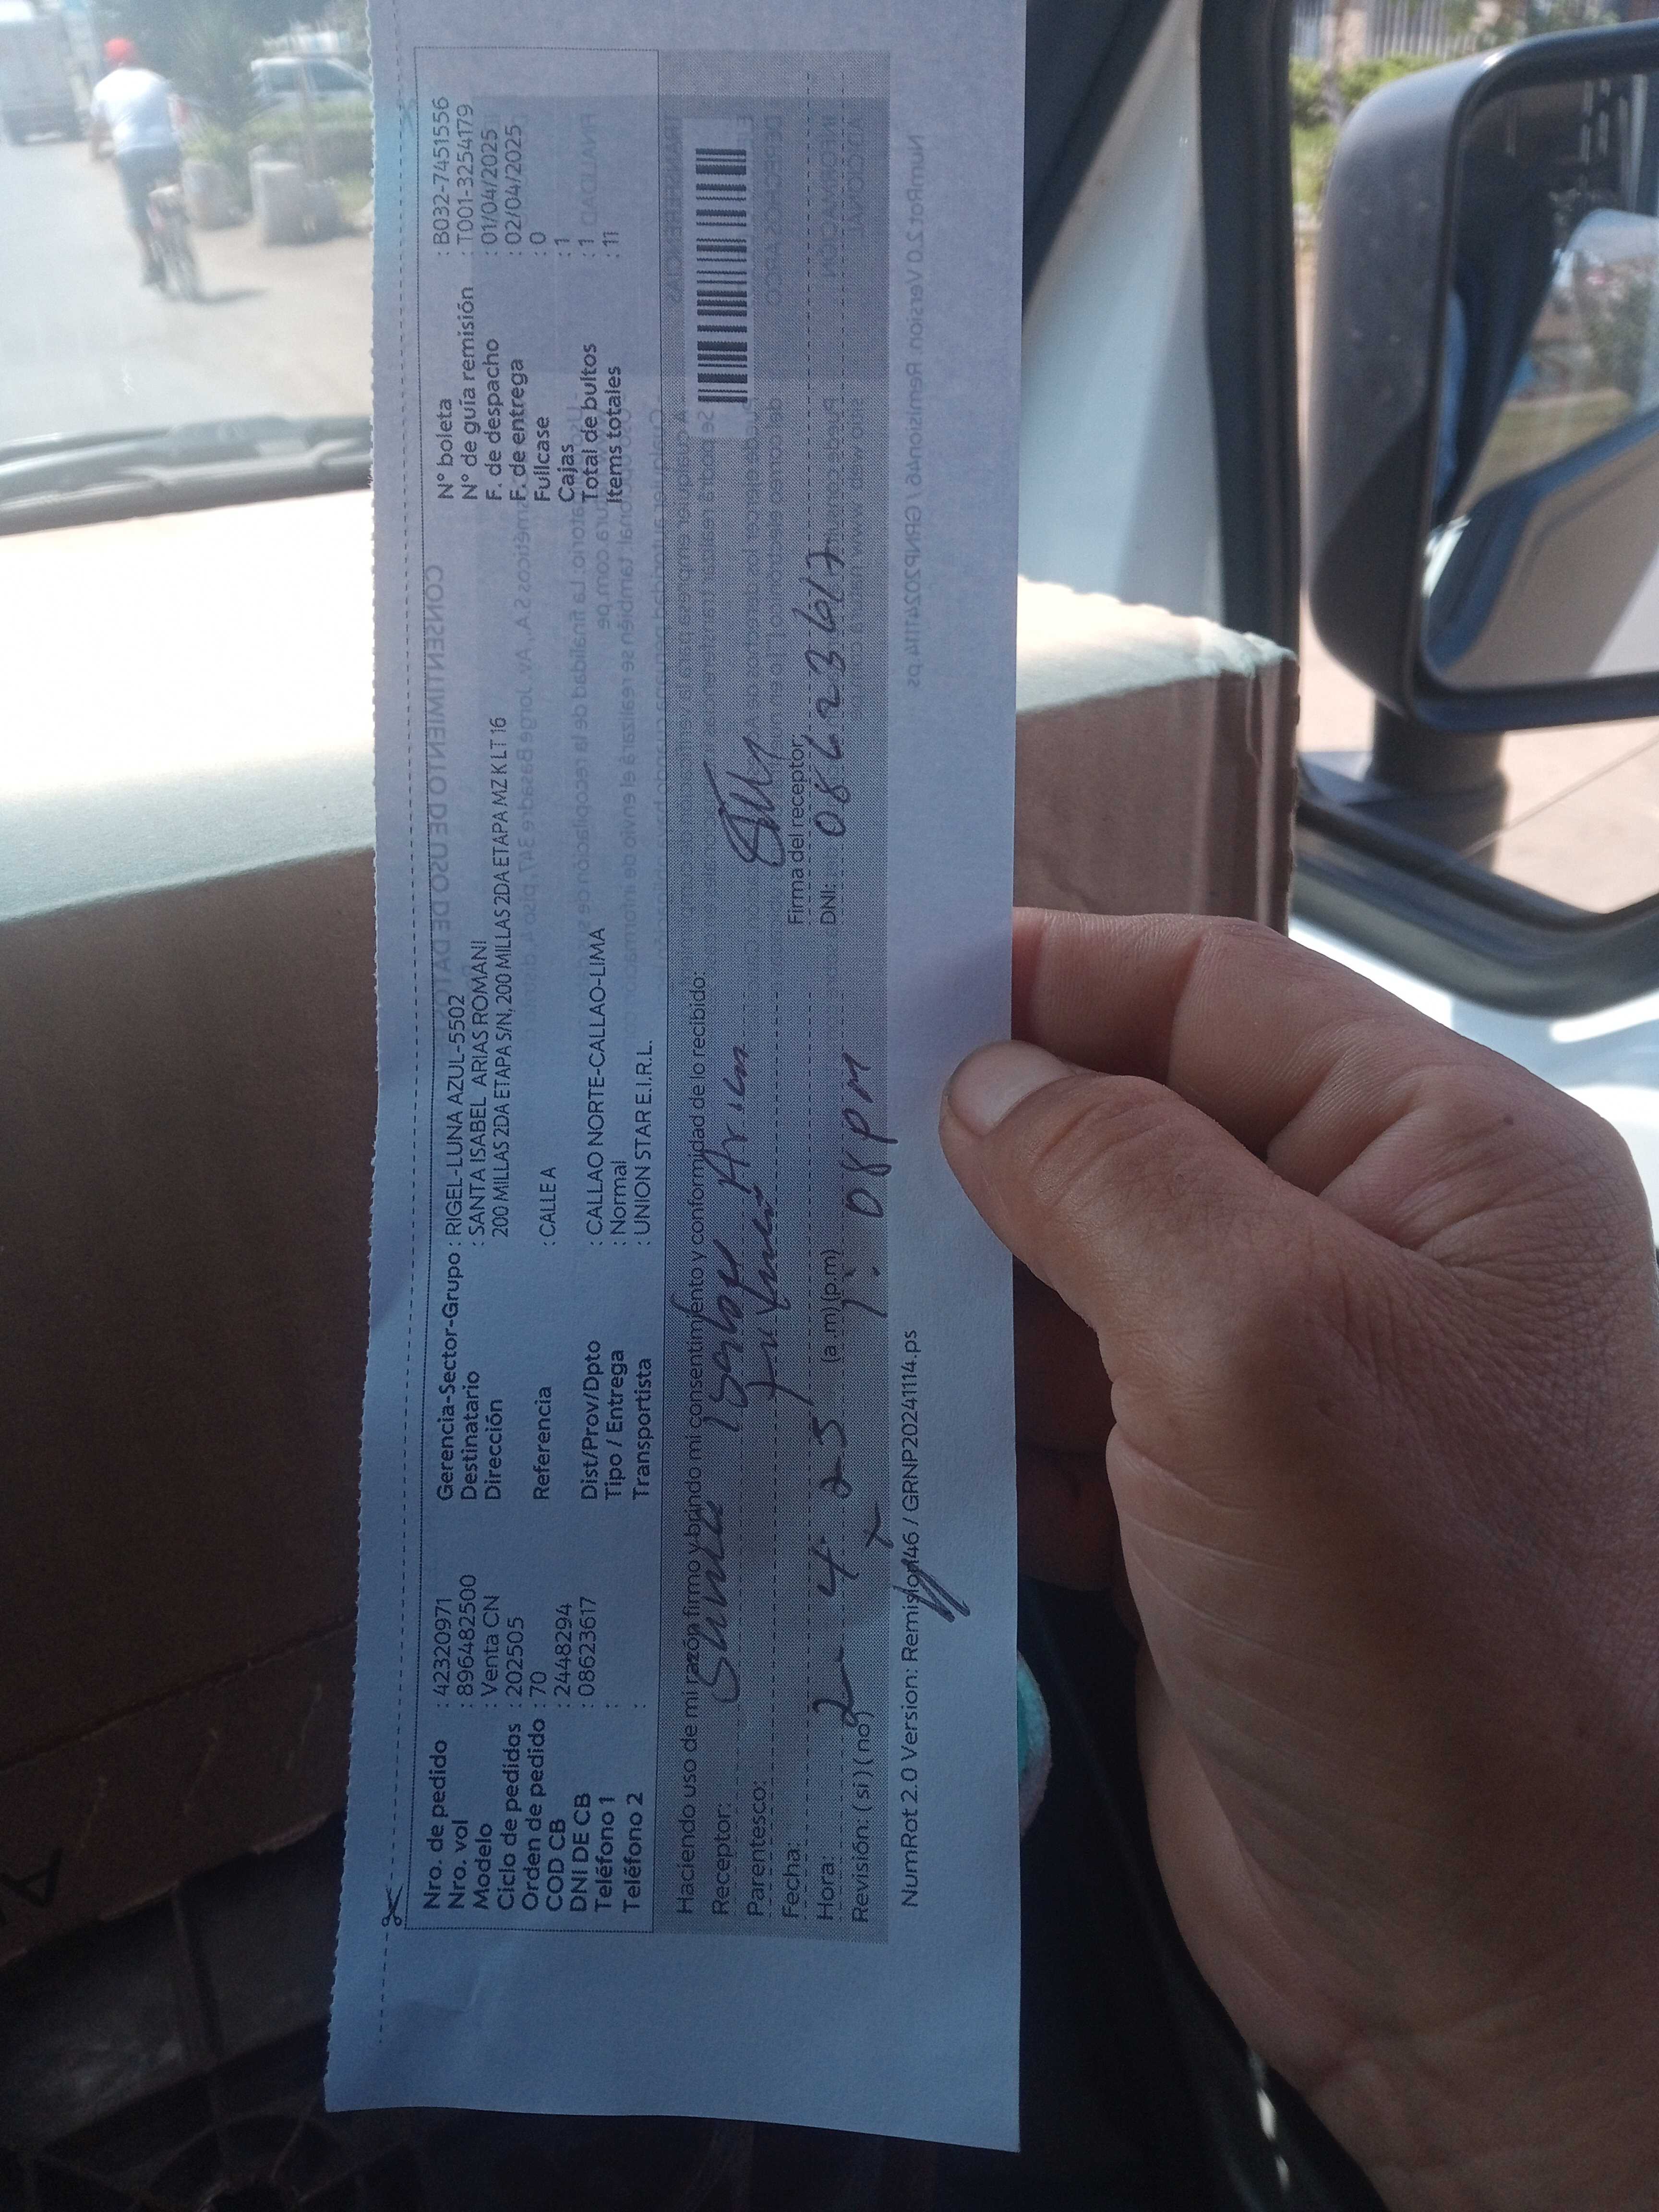 Nro. de pedido : 42320971
Nro. vol : 896482500
Modelo : Venta CN
Ciclo de pedidos : 202505
Orden de pedido : 70
COD CB : 2448294
DNI DE CB : 08623617
Teléfono 1 :
Teléfono 2 :
Gerencia-Sector-Grupo : RIGEL-LUNA AZUL-5502
Destinatario : SANTA ISABEL ARIAS ROMANI
Dirección 200 MILLAS 2DA ETAPA S/N, 200 MILLAS 2DA ETAPA MZ K LT 16
Referencia : CALLE A
Dist/Prov/Dpto : CALLAO NORTE-CALLAO-LIMA
Tipo / Entrega : Normal
Transportista : UNION STAR E.I.R.L.
N° boleta : B032-7451556
N° de guía remisión : T001-3254179
F. de despacho : 01/04/2025
F. de entrega : 02/04/2025
Fullcase : 0
Cajas : 1
Total de bultos : 1
Items totales : 11
Haciendo uso de mi razón firmo y brindo mi consentimiento y conformidad de lo recibido:
Receptor:
Parentesco:
Fecha: 2 4 25
Hora: (a.m) (p.m) 1:08 pm
Revisión: ( si ) ( no)
Firma del receptor:
DNI: 08623617
NumRot 2.0 Version: Remision46 / GRNP20241114.ps